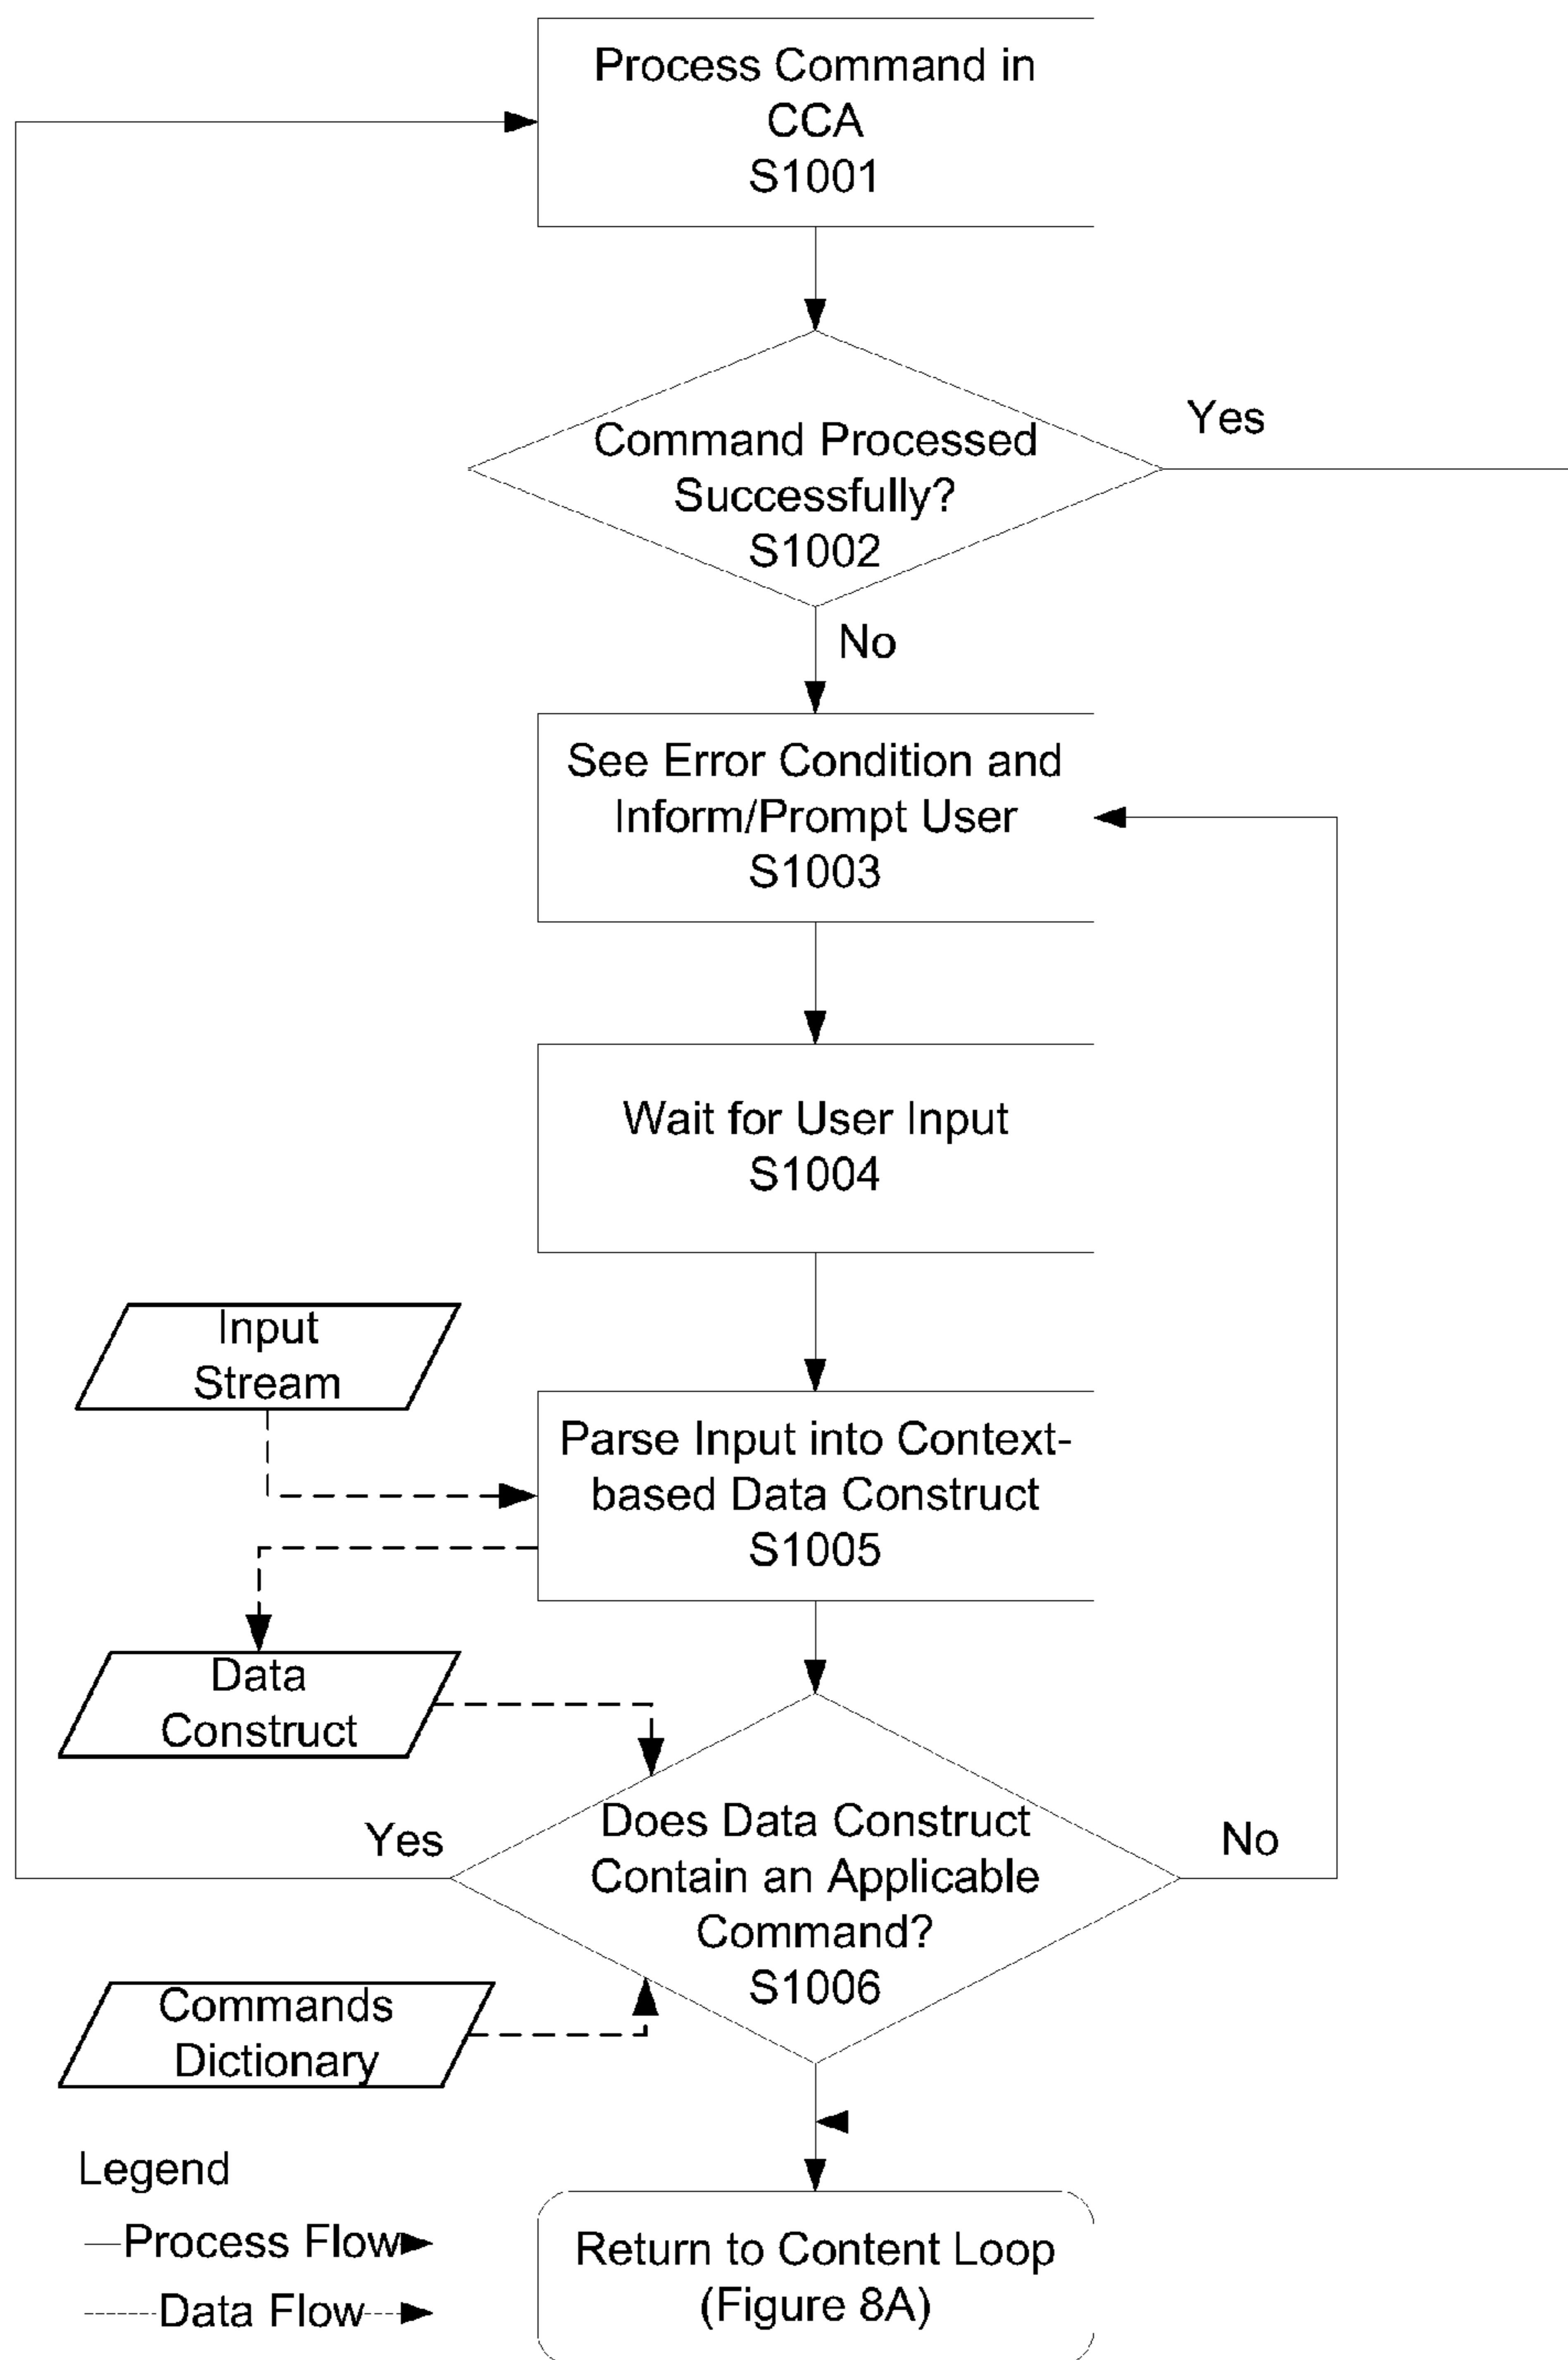 Process Command in
CCA
S1001
Command Processed
Successfully?
S1002
Yes
No
See Error Condition and
Inform/Prompt User
S1003
Wait for User Input
S1004
Input
Stream
Parse Input into Context-
based Data Construct
S1005
Data
Construct
Does Data Construct
Contain an Applicable
Command?
S1006
Yes
No
Commands
Dictionary
Legend
Process Flow
Data Flow
Return to Content Loop
(Figure 8A)